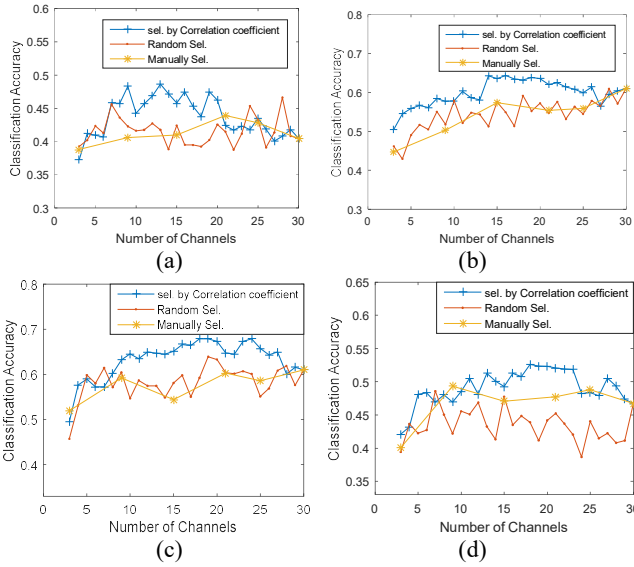 0.6
0.5
0.4
0.3
0 5 10 15 20 25 30
Classification Accuracy
Number of Channels
sel. by Correlation coefficient
Random Sel.
Manually Sel.
(a)
0.8
0.7
0.6
0.5
0.4
0.3
0 5 10 15 20 25 30
Classification Accuracy
Number of Channels
sel. by Correlation coefficient
Random Sel.
Manually Sel.
(b)
0.8
0.7
0.6
0.5
0.4
0 5 10 15 20 25 30
Classification Accuracy
Number of Channels
sel. by Correlation coefficient
Random Sel.
Manually Sel.
(c)
0.65
0.6
0.55
0.5
0.45
0.4
0.35
0 5 10 15 20 25 30
Classification Accuracy
Number of Channels
sel. by Correlation coefficient
Random Sel.
Manually Sel.
(d)